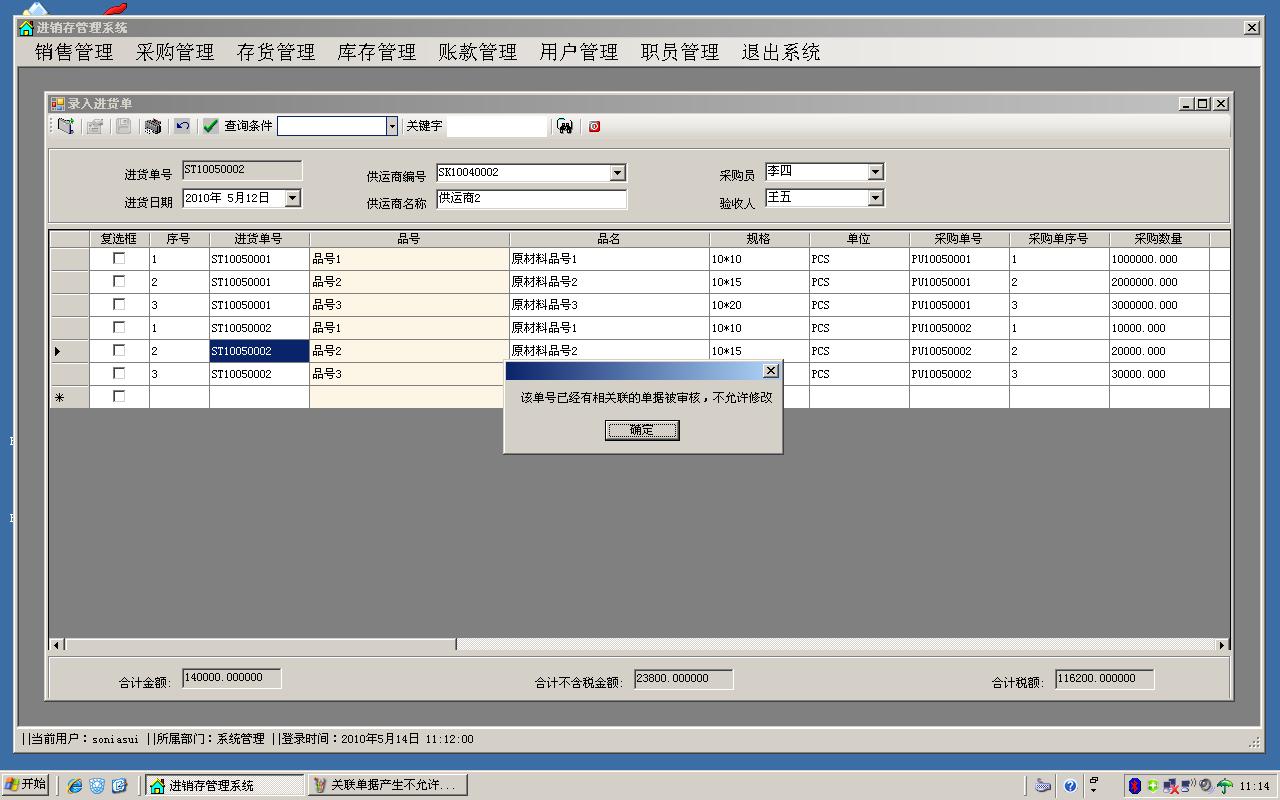 进销存管理系统
销售管理 采购管理 存货管理 库存管理 账款管理 用户管理 职员管理 退出系统
录入进货单
查询条件 关键字
进货单号 ST10050002 供运商编号 SK10040002 采购员 李四
进货日期 2010年 5月12日 供运商名称 供运商2 验收人 王五
复选框 序号 进货单号 品号 品名 规格 单位 采购单号 采购单序号 采购数量
1 ST10050001 品号1 原材料品号1 10*10 PCS PU10050001 1 1000000.000
2 ST10050001 品号2 原材料品号2 10*15 PCS PU10050001 2 2000000.000
3 ST10050001 品号3 原材料品号3 10*20 PCS PU10050001 3 3000000.000
1 ST10050002 品号1 原材料品号1 10*10 PCS PU10050002 1 10000.000
2 ST10050002 品号2 原材料品号2 10*15 PCS PU10050002 2 20000.000
3 ST10050002 品号3 PCS PU10050002 3 30000.000
该单号已经有相关联的单据被审核,不允许修改
确定
合计金额: 140000.000000 合计不含税金额: 23800.000000 合计税额: 116200.000000
||当前用户:soniasui ||所属部门:系统管理 ||登录时间:2010年5月14日 11:12:00
开始 进销存管理系统 关联单据产生不允许... 11:14